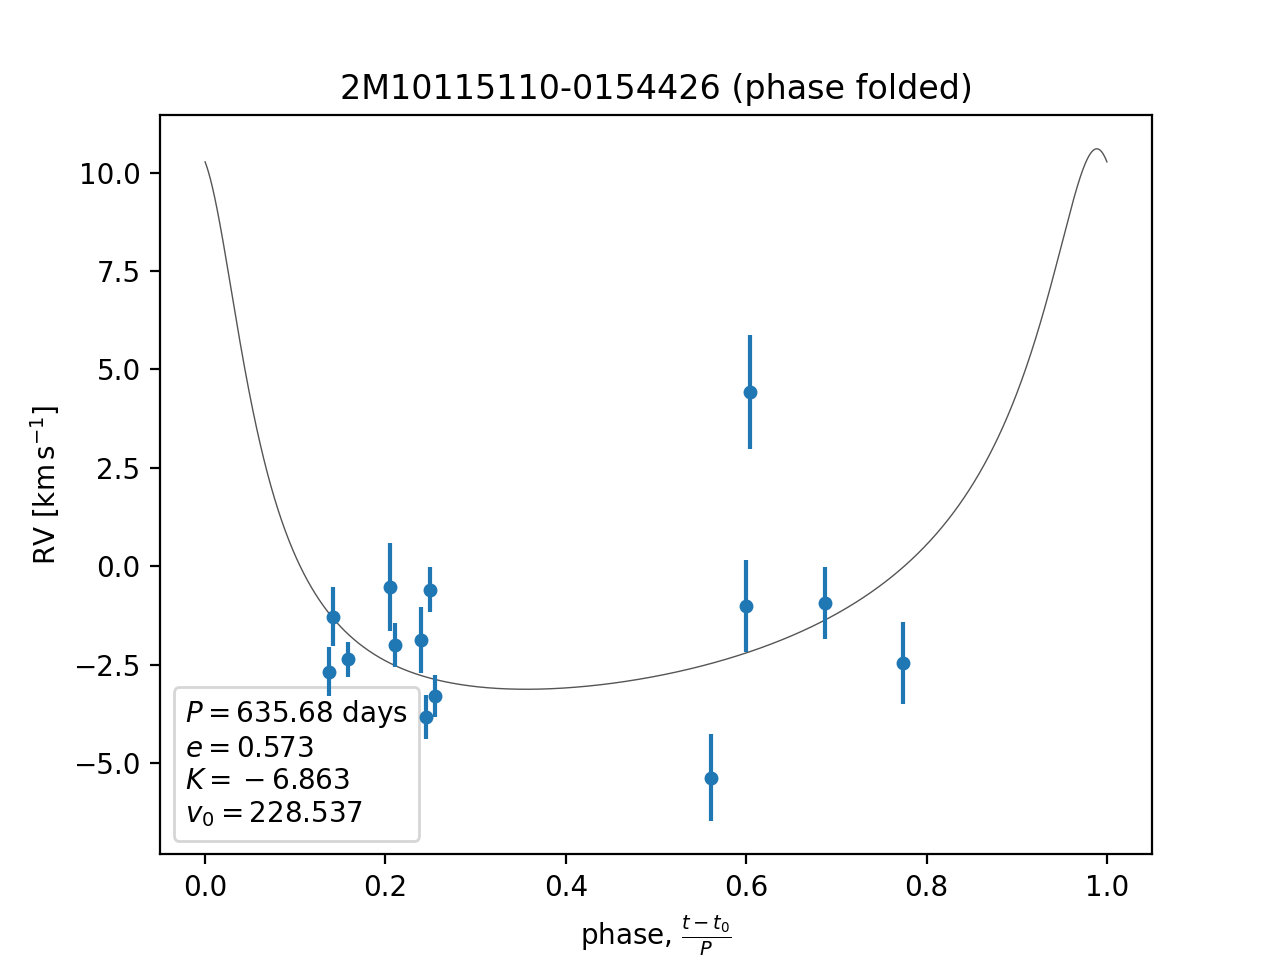 2M10115110-0154426 (phase folded)
10.0
7.5
5.0
2.5
0.0
−2.5
−5.0
RV [km s⁻¹]
P = 635.68 days
e = 0.573
K = −6.863
v₀ = 228.537
0.0 0.2 0.4 0.6 0.8 1.0
phase, (t − t₀)/P